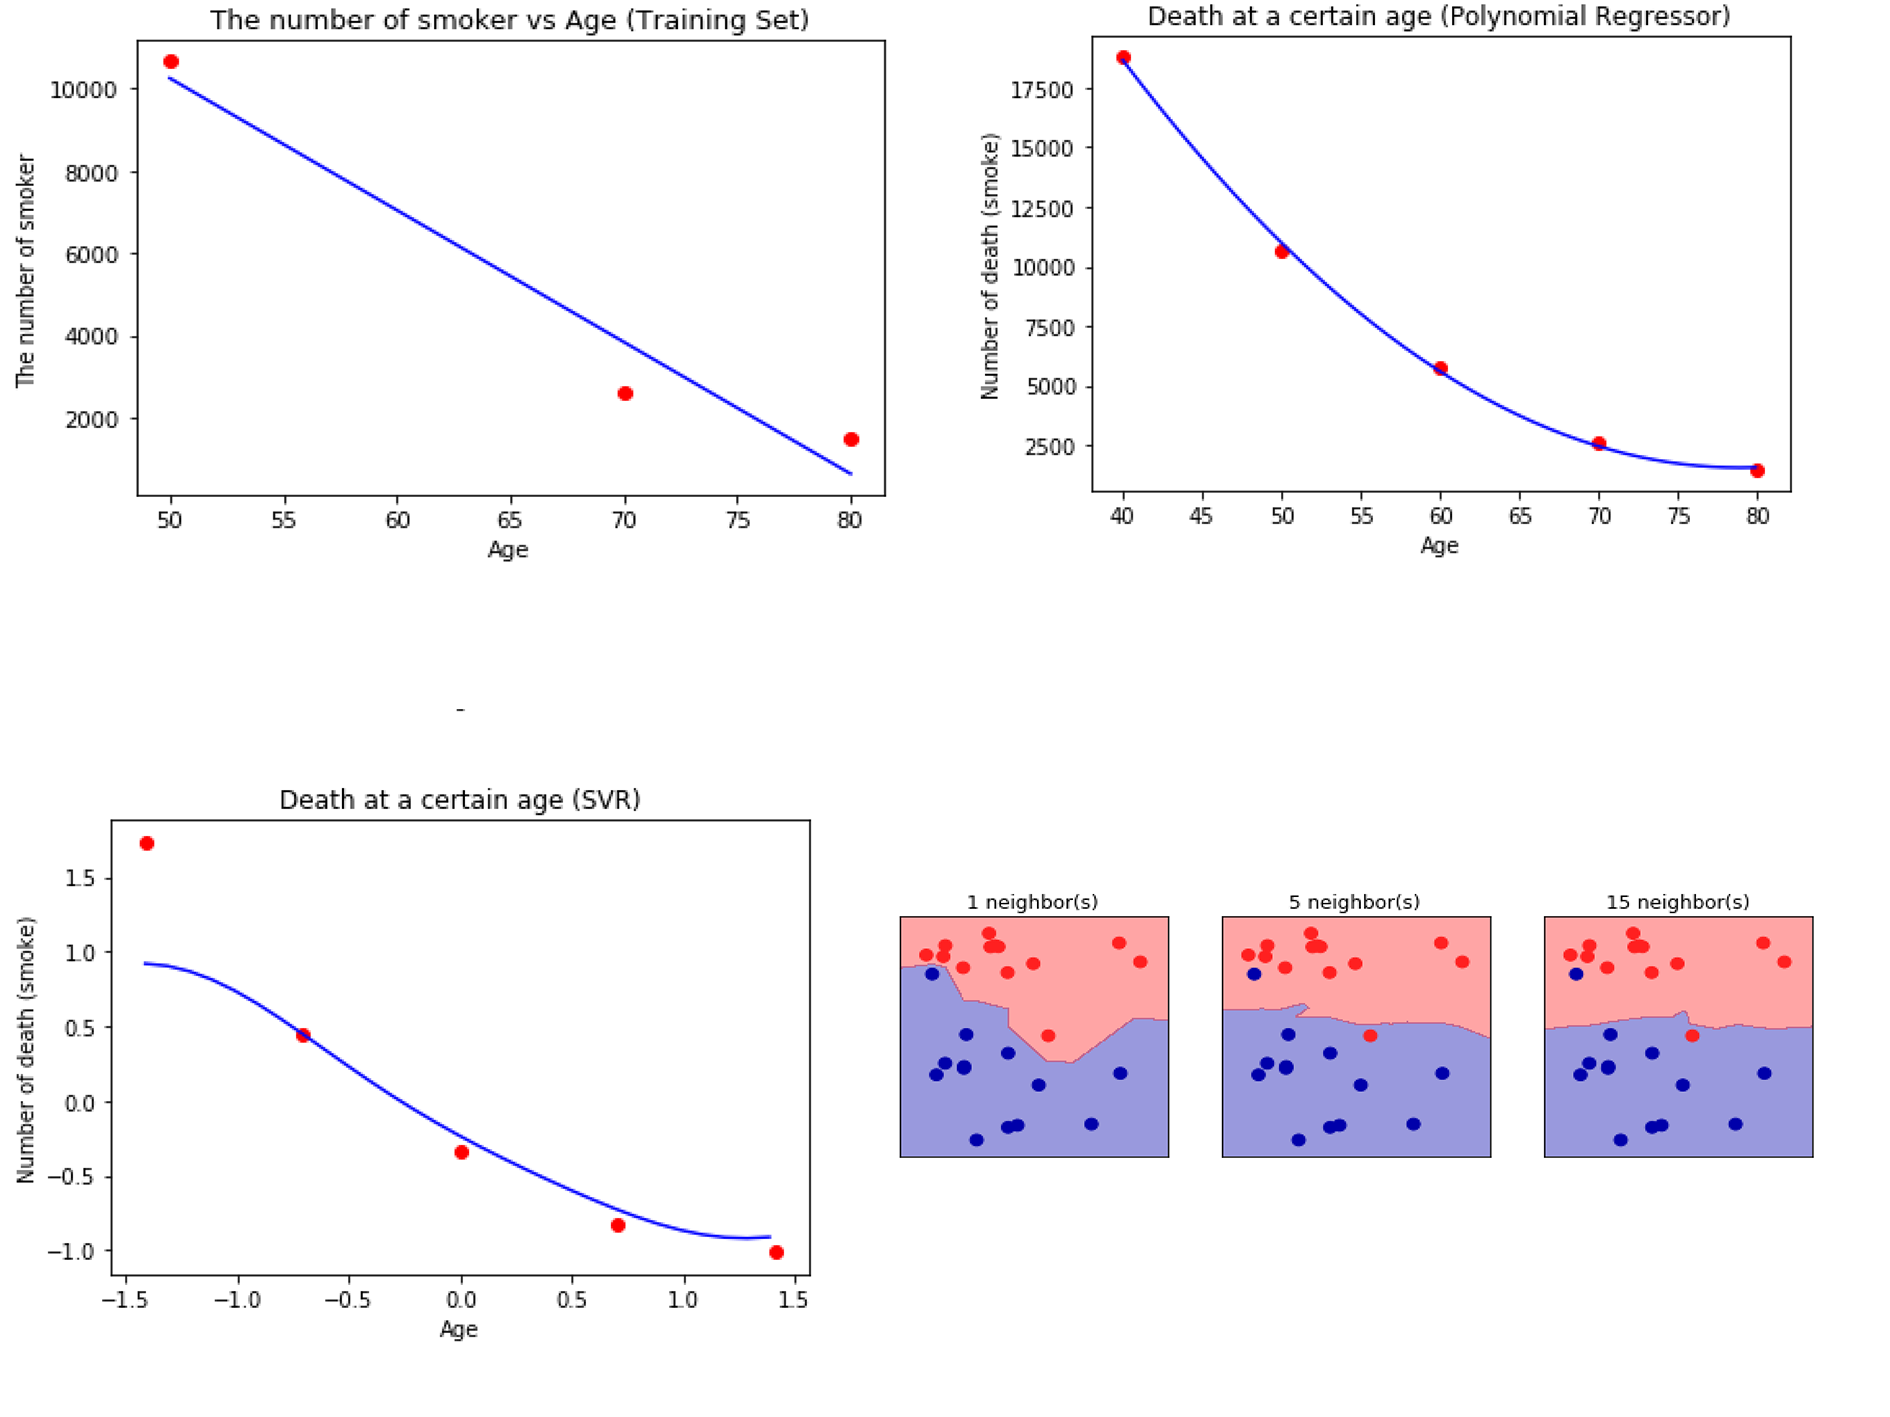 The number of smoker vs Age (Training Set)
The number of smoker
10000
8000
6000
4000
2000
50 55 60 65 70 75 80
Age
Death at a certain age (Polynomial Regressor)
Number of death (smoke)
17500
15000
12500
10000
7500
5000
2500
40 45 50 55 60 65 70 75 80
Age
-
Death at a certain age (SVR)
Number of death (smoke)
1.5
1.0
0.5
0.0
−0.5
−1.0
−1.5 −1.0 −0.5 0.0 0.5 1.0 1.5
Age
1 neighbor(s)
5 neighbor(s)
15 neighbor(s)